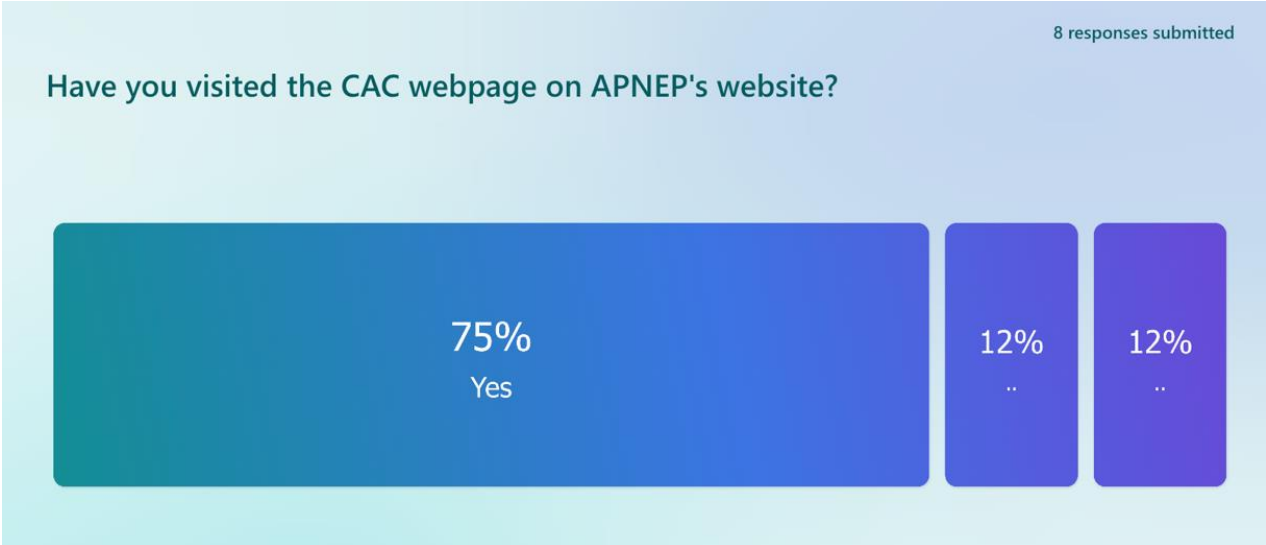 8 responses submitted
Have you visited the CAC webpage on APNEP's website?
75%
Yes
12%
..
12%
..